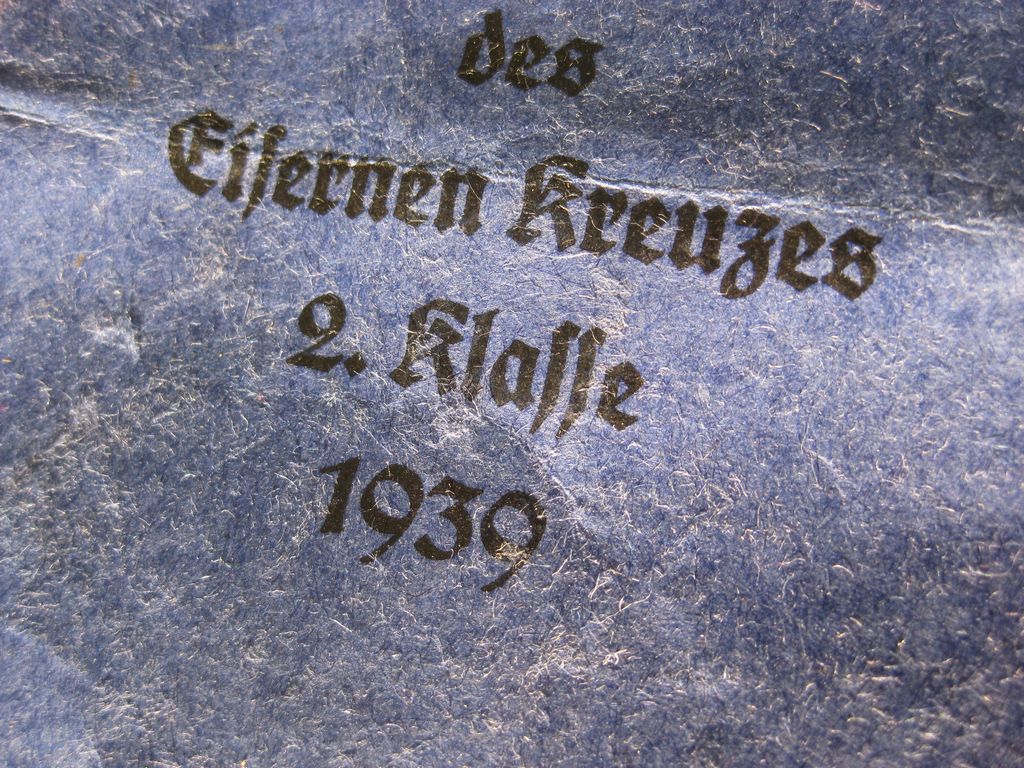 des
Eiſernen Kreuzes
2. Klaſſe
1939